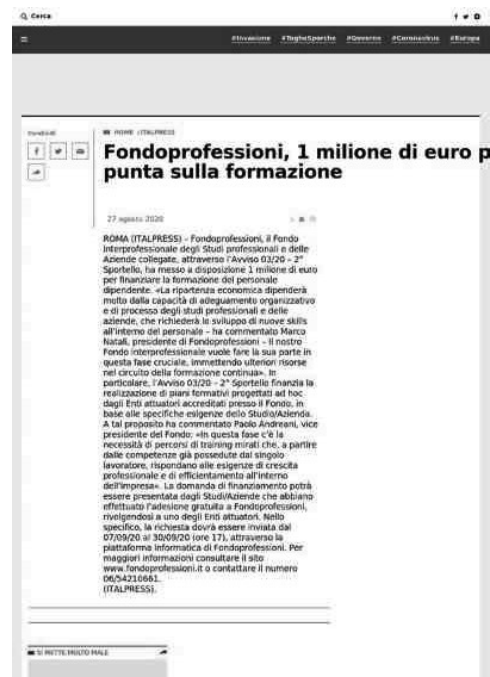 Cerca
#Invasione #TogheSporche #Governo #Coronavirus #Europa
Condividi
HOME /ITALPRESS
Fondoprofessioni, 1 milione di euro p
punta sulla formazione
27 agosto 2020
ROMA (ITALPRESS) – Fondoprofessioni, il Fondo
interprofessionale degli Studi professionali e delle
Aziende collegate, attraverso l'Avviso 03/20 – 2°
Sportello, ha messo a disposizione 1 milione di euro
per finanziare la formazione del personale
dipendente. «La ripartenza economica dipenderà
molto dalla capacità di adeguamento organizzativo
e di processo degli studi professionali e delle
aziende, che richiederà lo sviluppo di nuove skills
all'interno del personale – ha commentato Marco
Natali, presidente di Fondoprofessioni – Il nostro
Fondo interprofessionale vuole fare la sua parte in
questa fase cruciale, immettendo ulteriori risorse
nel circuito della formazione continua». In
particolare, l'Avviso 03/20 – 2° Sportello finanzia la
realizzazione di piani formativi progettati ad hoc
dagli Enti attuatori accreditati presso il Fondo, in
base alle specifiche esigenze dello Studio/Azienda.
A tal proposito ha commentato Paolo Andreani, vice
presidente del Fondo: «In questa fase c'è la
necessità di percorsi di training mirati che, a partire
dalle competenze già possedute dal singolo
lavoratore, rispondano alle esigenze di crescita
professionale e di efficientamento all'interno
dell'impresa». La domanda di finanziamento potrà
essere presentata dagli Studi/Aziende che abbiano
effettuato l'adesione gratuita a Fondoprofessioni,
rivolgendosi a uno degli Enti attuatori. Nello
specifico, la richiesta dovrà essere inviata dal
07/09/20 al 30/09/20 (ore 17), attraverso la
piattaforma informatica di Fondoprofessioni. Per
maggiori informazioni consultare il sito
www.fondoprofessioni.it o contattare il numero
06/54210661.
(ITALPRESS).
SI METTE MOLTO MALE